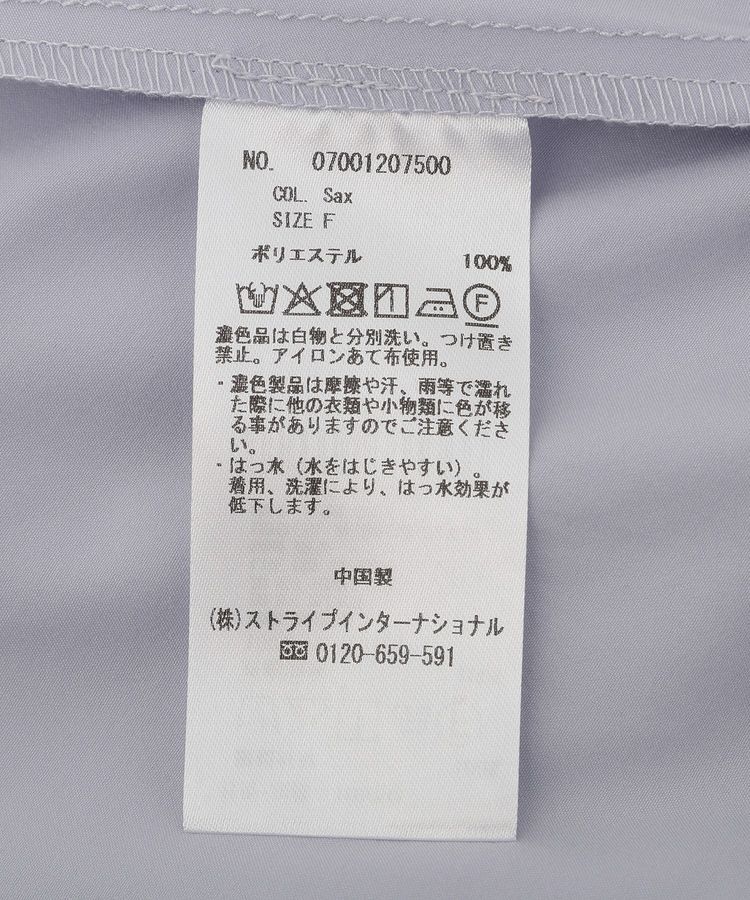 NO. 07001207500
COL. Sax
SIZE F
ポリエステル 100%
F
濃色品は白物と分別洗い。つけ置き
禁止。アイロンあて布使用。
・濃色製品は摩擦や汗、雨等で濡れ
た際に他の衣類や小物類に色が移
る事がありますのでご注意くださ
い。
・はっ水（水をはじきやすい）。
着用、洗濯により、はっ水効果が
低下します。
中国製
(株)ストライプインターナショナル
0120-659-591